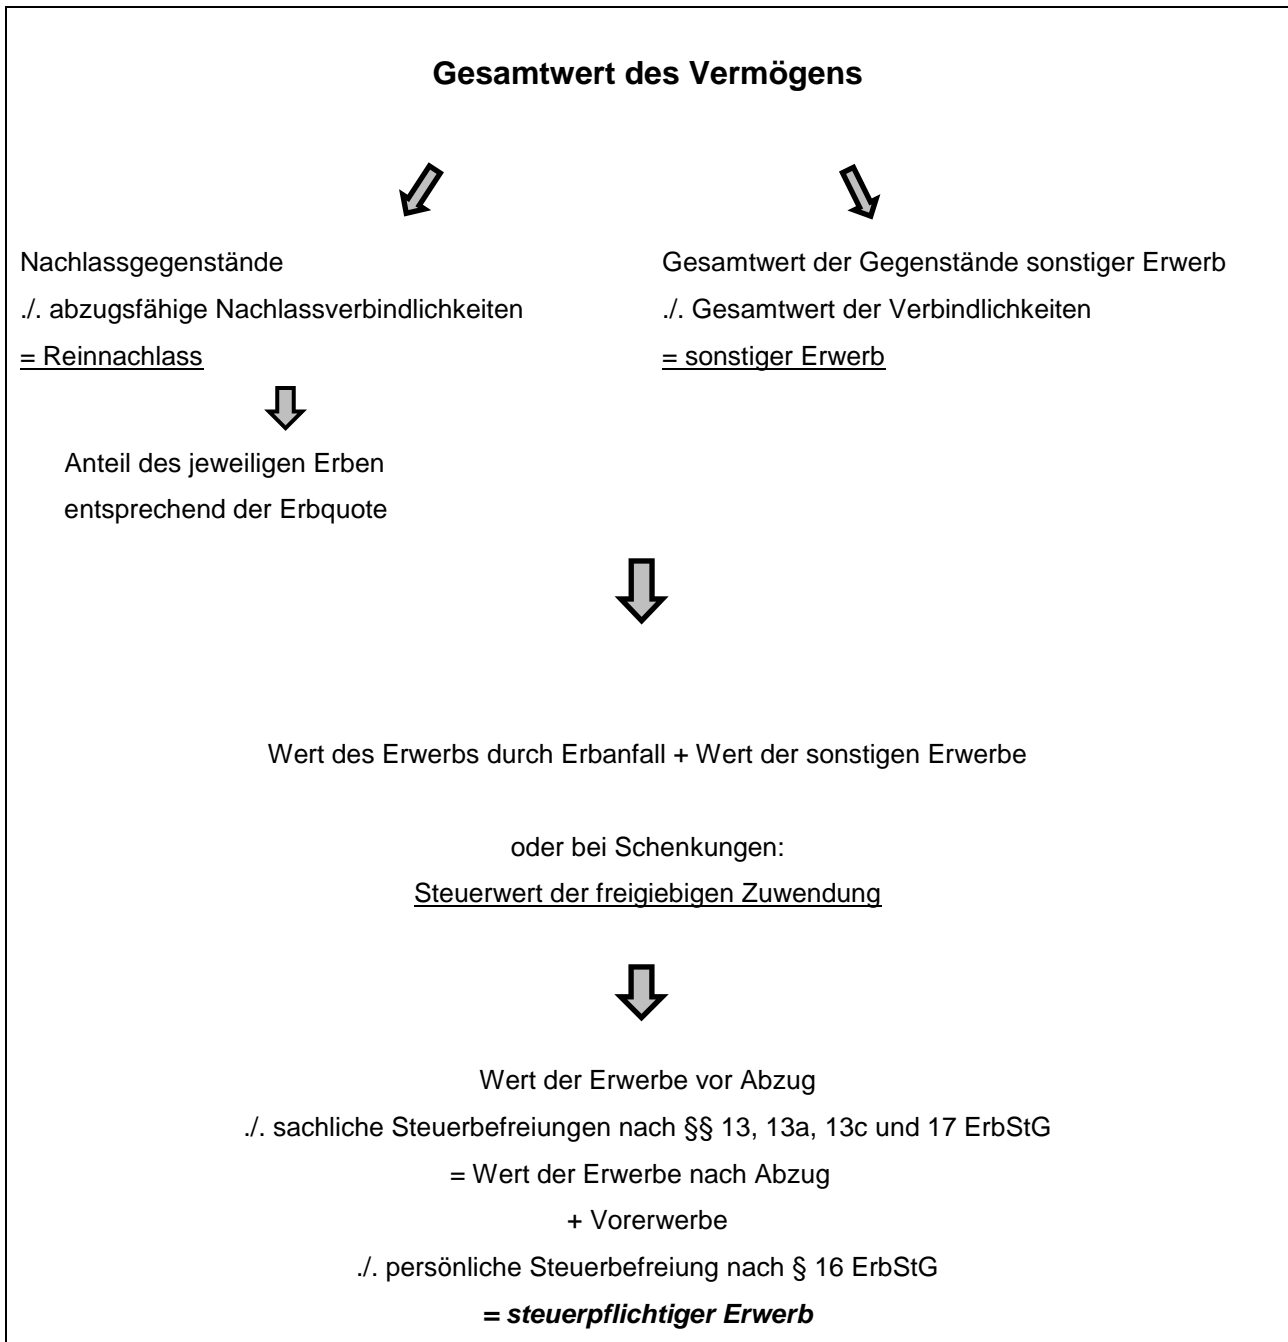 Gesamtwert des Vermögens
Nachlassgegenstände
./. abzugsfähige Nachlassverbindlichkeiten
= Reinnachlass
Gesamtwert der Gegenstände sonstiger Erwerb
./. Gesamtwert der Verbindlichkeiten
= sonstiger Erwerb
Anteil des jeweiligen Erben
entsprechend der Erbquote
Wert des Erwerbs durch Erbanfall + Wert der sonstigen Erwerbe
oder bei Schenkungen:
Steuerwert der freigiebigen Zuwendung
Wert der Erwerbe vor Abzug
./. sachliche Steuerbefreiungen nach §§ 13, 13a, 13c und 17 ErbStG
= Wert der Erwerbe nach Abzug
+ Vorerwerbe
./. persönliche Steuerbefreiung nach § 16 ErbStG
= steuerpflichtiger Erwerb